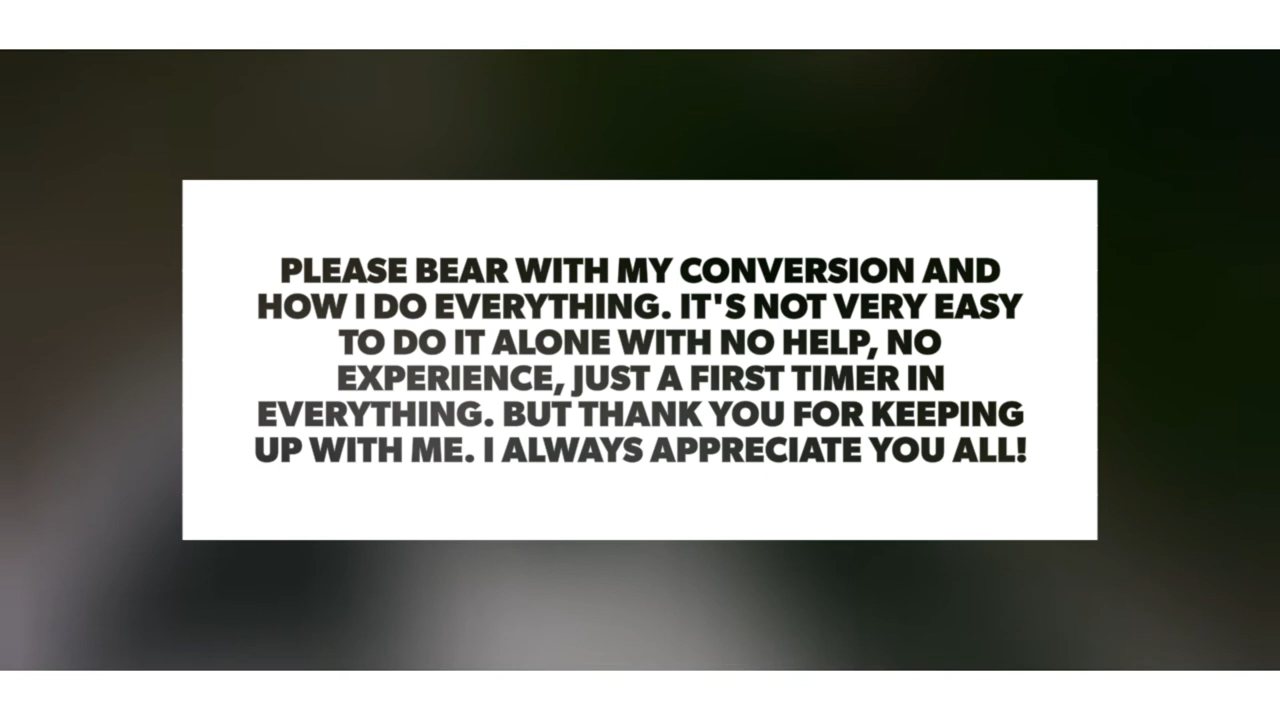 PLEASE BEAR WITH MY CONVERSION AND
HOW I DO EVERYTHING. IT'S NOT VERY EASY
TO DO IT ALONE WITH NO HELP, NO
EXPERIENCE, JUST A FIRST TIMER IN
EVERYTHING. BUT THANK YOU FOR KEEPING
UP WITH ME. I ALWAYS APPRECIATE YOU ALL!